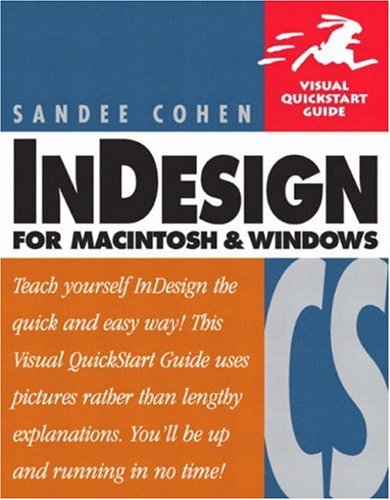 VISUAL
QUICKSTART
GUIDE
SANDEE COHEN
INDESIGN
FOR MACINTOSH & WINDOWS
Teach yourself InDesign the
quick and easy way! This
Visual QuickStart Guide uses
pictures rather than lengthy
explanations. You'll be up
and running in no time!
CS